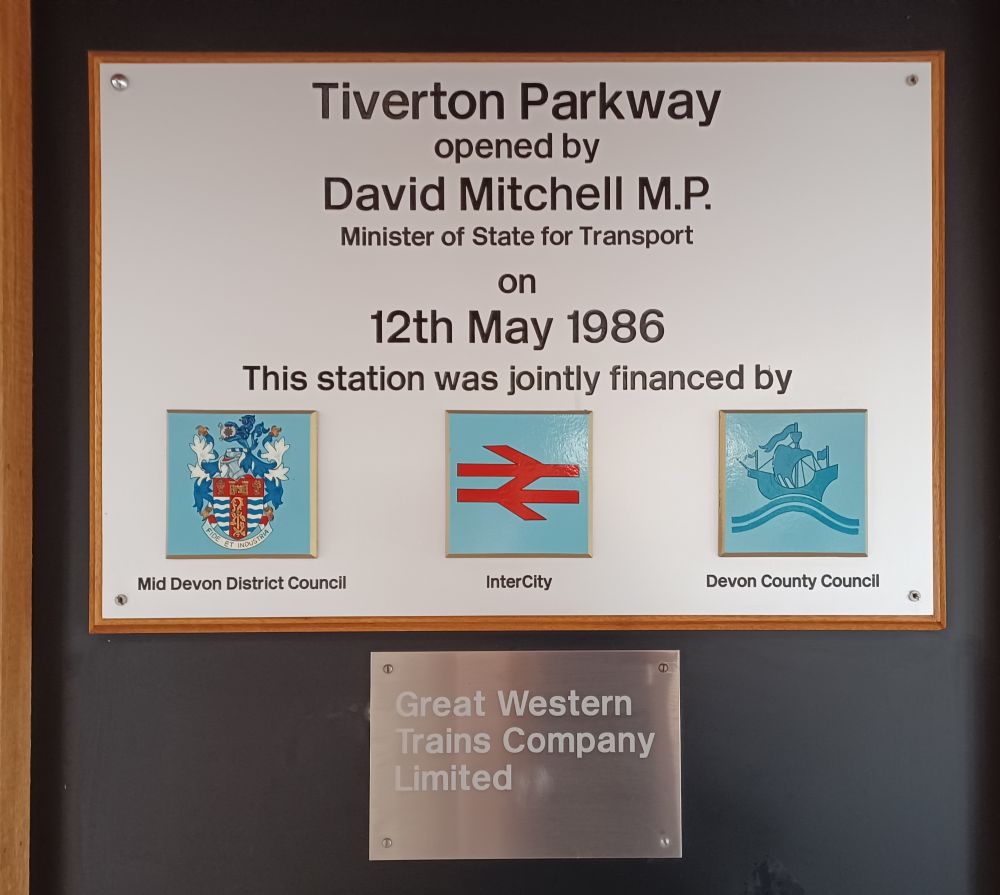 Tiverton Parkway
opened by
David Mitchell M.P.
Minister of State for Transport
on
12th May 1986
This station was jointly financed by
FIDE ET INDUSTRIA
Mid Devon District Council
InterCity
Devon County Council
Great Western
Trains Company
Limited